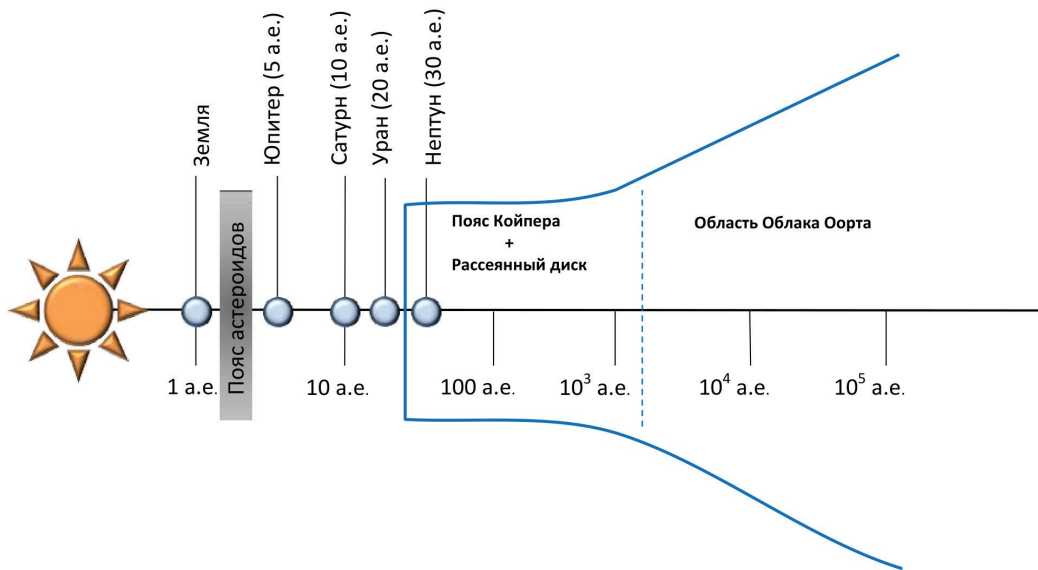 Земля
Пояс астероидов
Юпитер (5 а.е.)
Сатурн (10 а.е.)
Уран (20 а.е.)
Нептун (30 а.е.)
Пояс Койпера
+
Рассеянный диск
Область Облака Оорта
1 а.е.
10 а.е.
100 а.е.
10³ а.е.
10⁴ а.е.
10⁵ а.е.